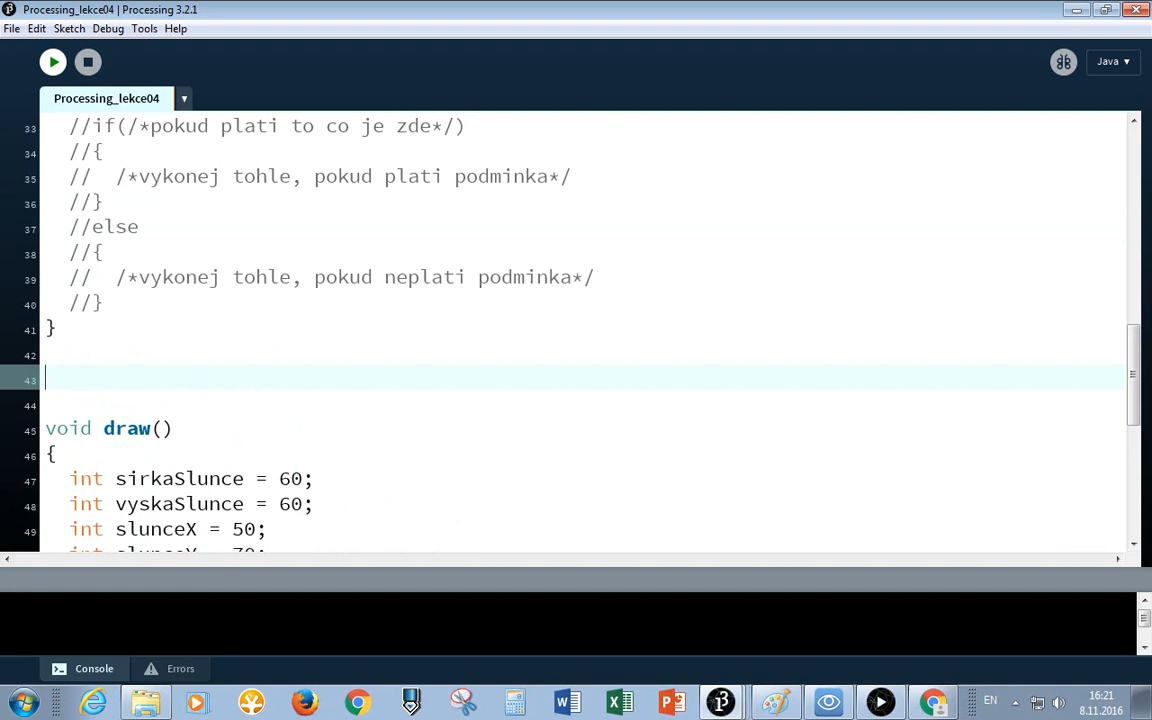 Processing_lekce04 | Processing 3.2.1
File Edit Sketch Debug Tools Help
Java ▾
Processing_lekce04 ▾
33 //if(/*pokud plati to co je zde*/)
34 //{
35 //  /*vykonej tohle, pokud plati podminka*/
36 //}
37 //else
38 //{
39 //  /*vykonej tohle, pokud neplati podminka*/
40 //}
41 }
42
43
44
45 void draw()
46 {
47 int sirkaSlunce = 60;
48 int vyskaSlunce = 60;
49 int slunceX = 50;
int slunceY = 70;
Console Errors
EN 16:21
8.11.2016